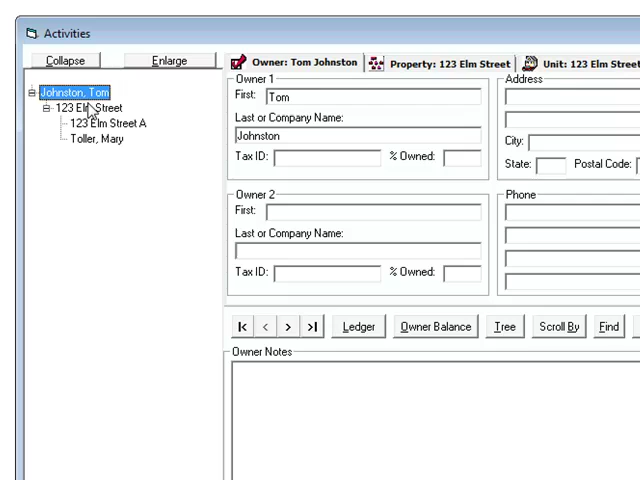 Activities
Collapse
Enlarge
Johnston, Tom
123 Elm Street
123 Elm Street A
Toller, Mary
Owner: Tom Johnston
Property: 123 Elm Street
Unit: 123 Elm Street
Owner 1
First: Tom
Last or Company Name:
Johnston
Tax ID:
% Owned:
Owner 2
First:
Last or Company Name:
Tax ID:
% Owned:
Address
City:
State:
Postal Code:
Phone
Ledger
Owner Balance
Tree
Scroll By
Find
Owner Notes